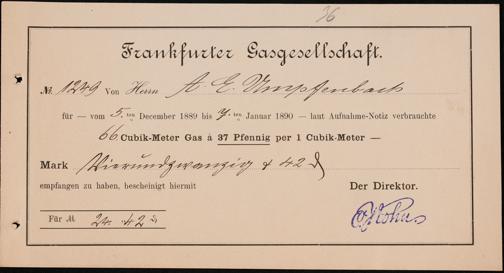 36
Frankfurter Gasgesellschaft.
№ 1249 Von Herrn A. E. Umpfenbach
für — vom 5. ten December 1889 bis 7. ten Januar 1890 — laut Aufnahme-Notiz verbrauchte
66 Cubik-Meter Gas à 37 Pfennig per 1 Cubik-Meter —
Mark Vierundzwanzig & 42 ₰
empfangen zu haben, bescheinigt hiermit
Der Director.
Für M 24. 42 ₰